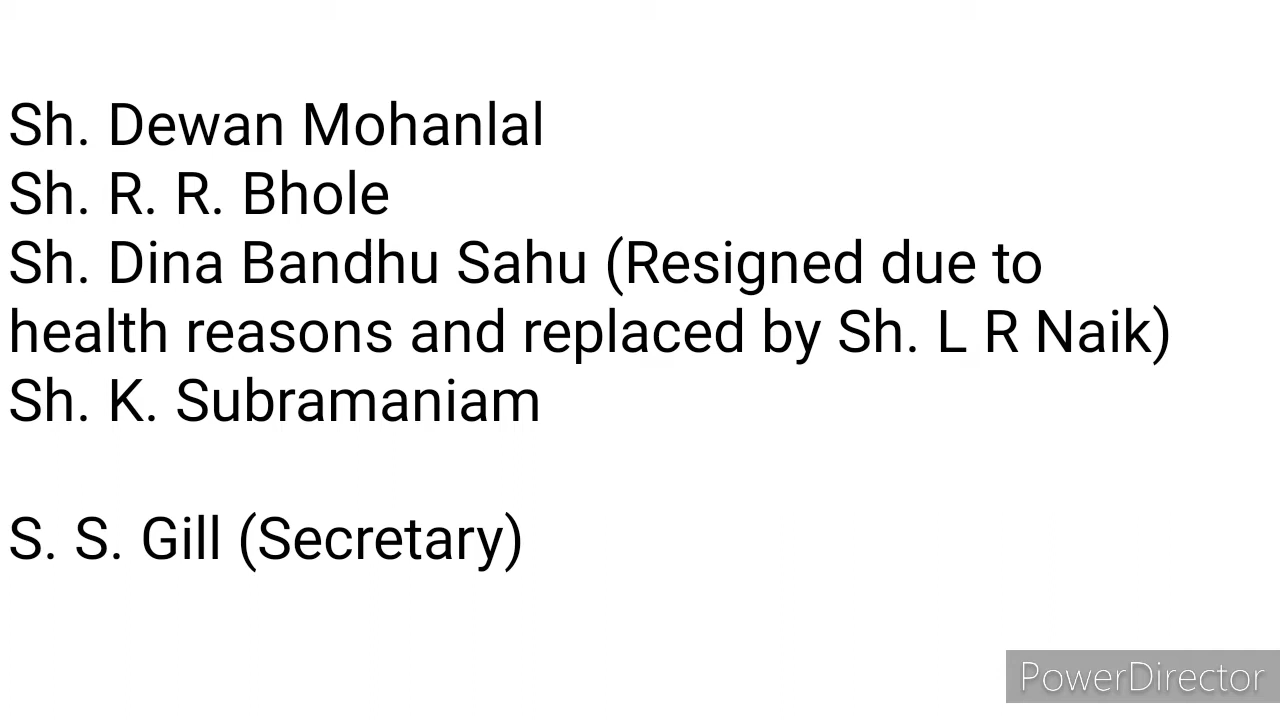 Sh. Dewan Mohanlal
Sh. R. R. Bhole
Sh. Dina Bandhu Sahu (Resigned due to
health reasons and replaced by Sh. L R Naik)
Sh. K. Subramaniam
S. S. Gill (Secretary)
PowerDirector